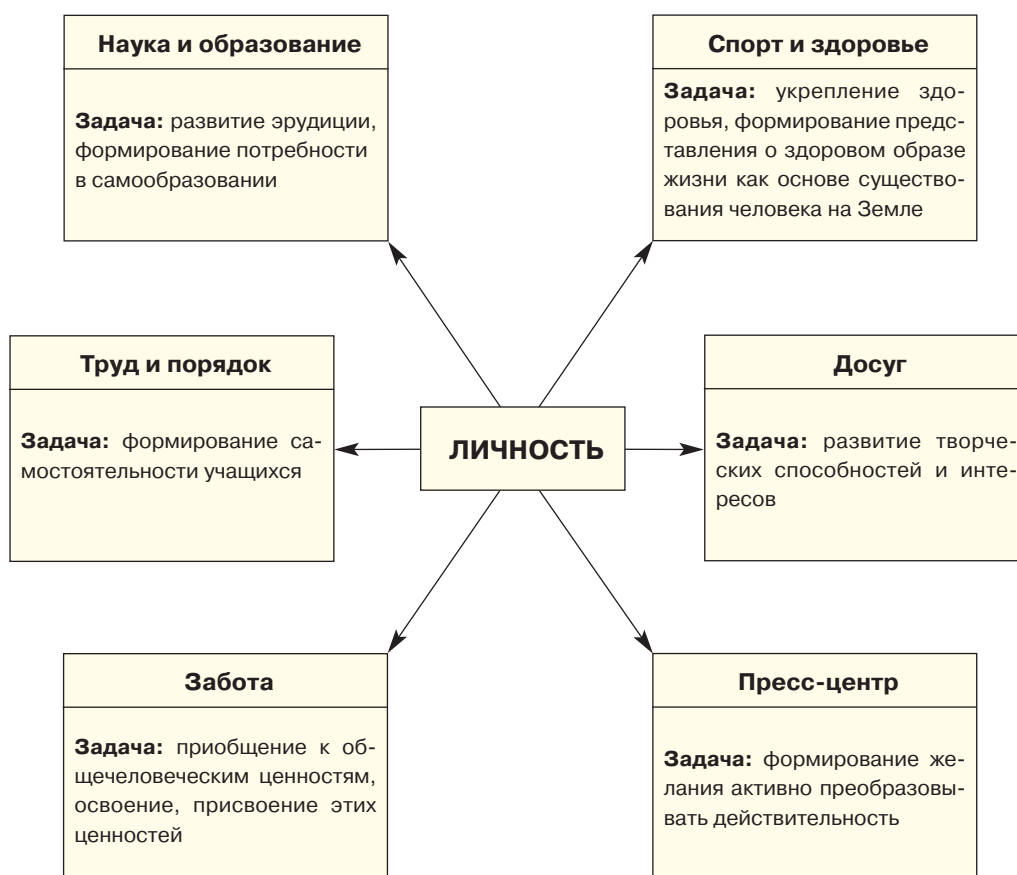 Наука и образование
Задача: развитие эрудиции,
формирование потребности
в самообразовании
Спорт и здоровье
Задача: укрепление здо-
ровья, формирование предс-
тавления о здоровом образе
жизни как основе существо-
вания человека на Земле
Труд и порядок
Задача: формирование са-
мостоятельности учащихся
ЛИЧНОСТЬ
Досуг
Задача: развитие творче-
ских способностей и инте-
ресов
Забота
Задача: приобщение к об-
щечеловеческим ценностям,
освоение, присвоение этих
ценностей
Пресс-центр
Задача: формирование же-
лания активно преобразовы-
вать действительность